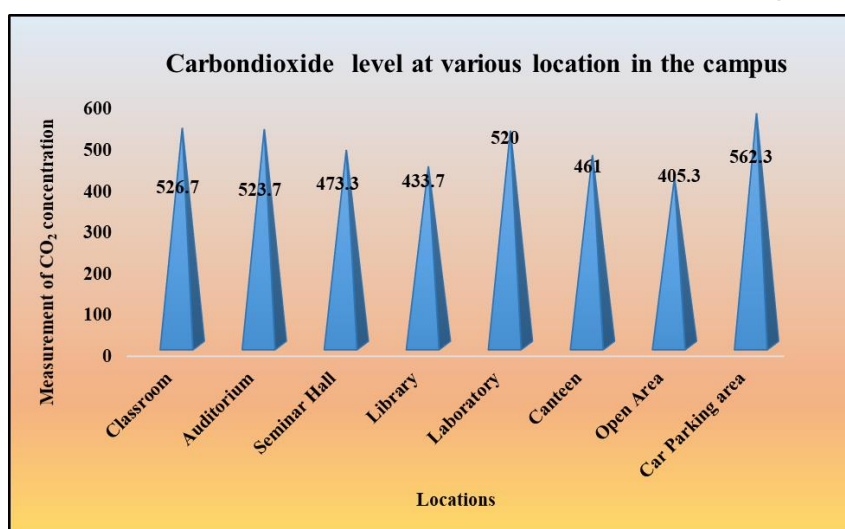 Carbondioxide level at various location in the campus
Measurement of CO₂ concentration
600
500
400
300
200
100
0
526.7
523.7
473.3
433.7
520
461
405.3
562.3
Classroom
Auditorium
Seminar Hall
Library
Laboratory
Canteen
Open Area
Car Parking area
Locations